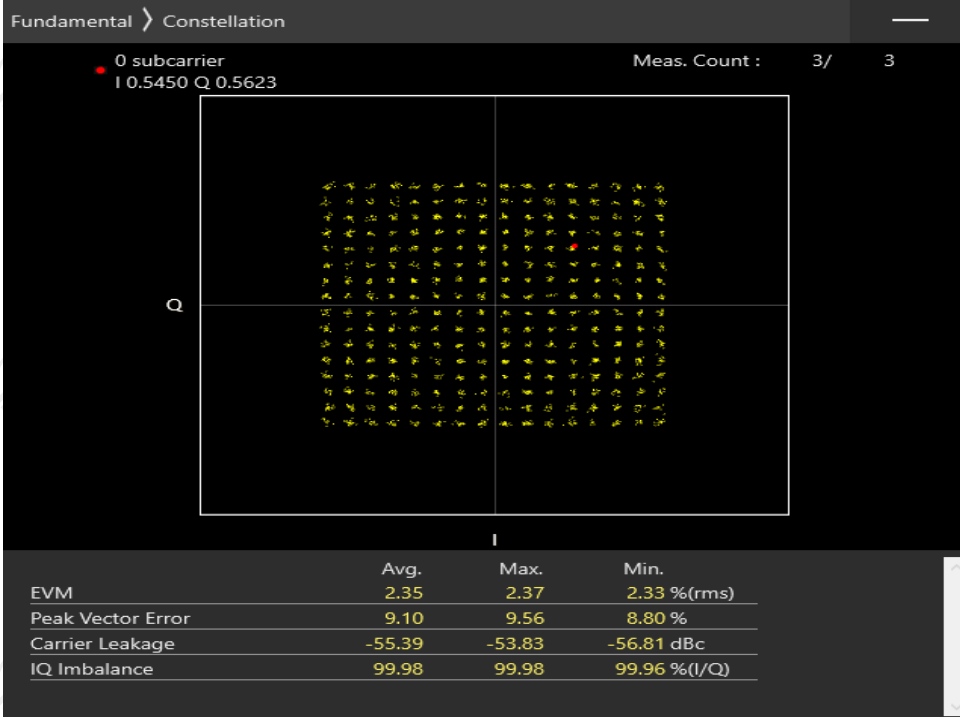 Fundamental 〉 Constellation
0 subcarrier
I 0.5450 Q 0.5623
Meas. Count : 3/ 3
Q
I
Avg. Max. Min.
EVM 2.35 2.37 2.33 %(rms)
Peak Vector Error 9.10 9.56 8.80 %
Carrier Leakage -55.39 -53.83 -56.81 dBc
IQ Imbalance 99.98 99.98 99.96 %(I/Q)